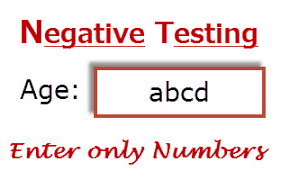 Negative Testing
Age: abcd
Enter only Numbers